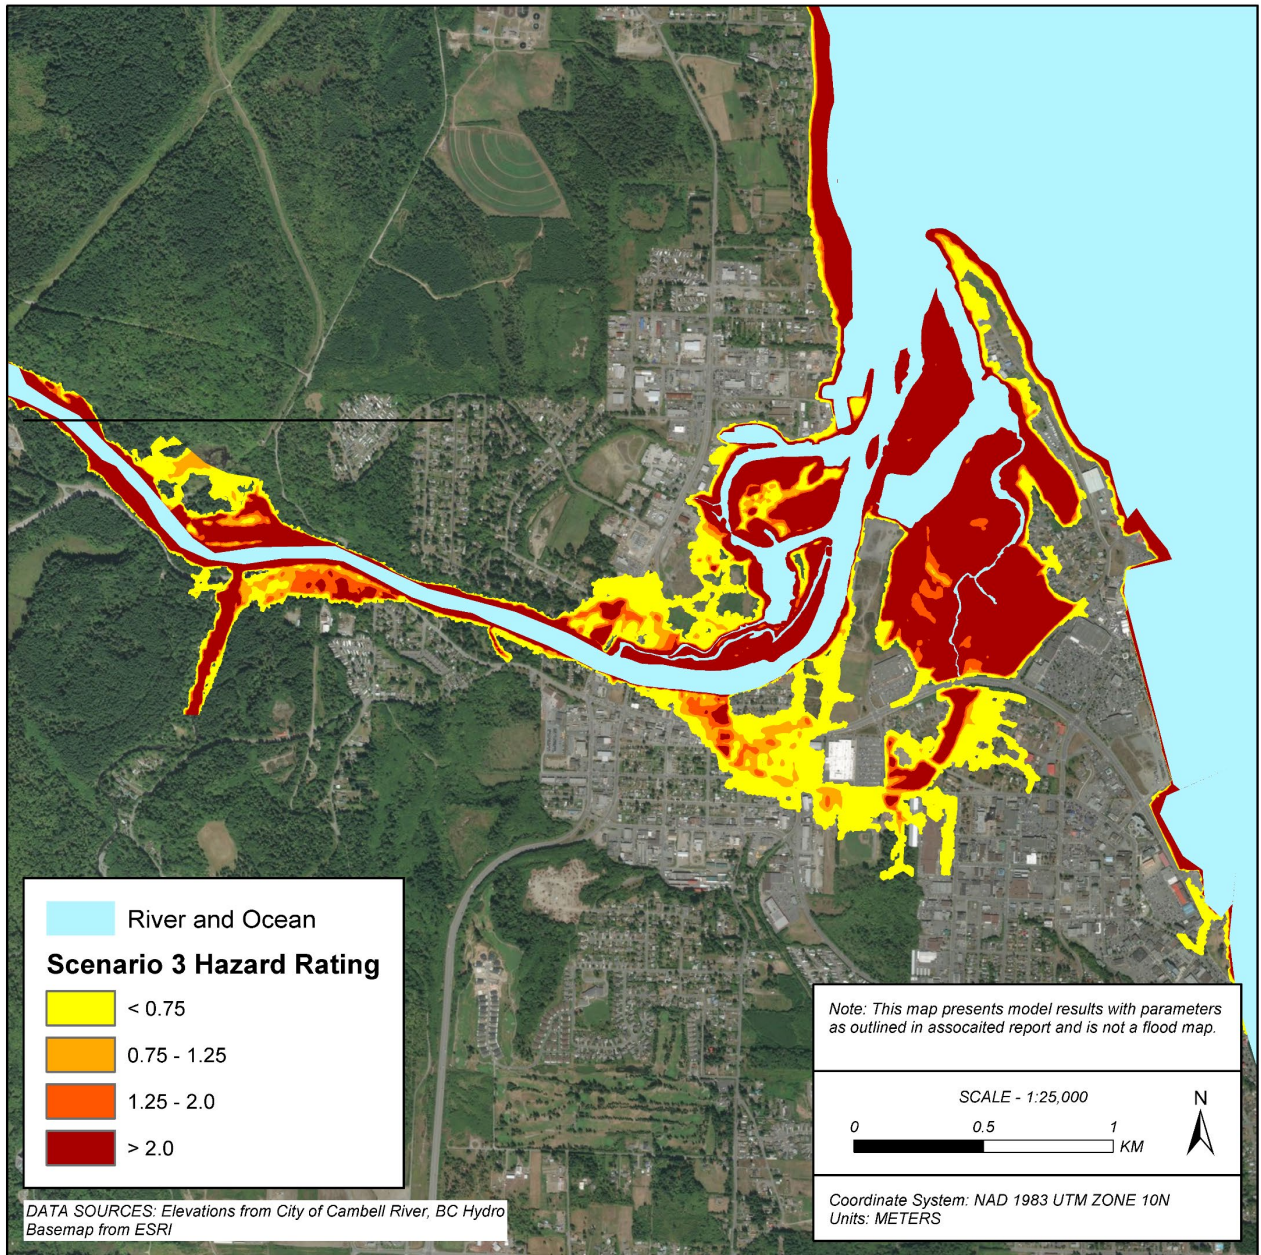 River and Ocean
Scenario 3 Hazard Rating
< 0.75
0.75 - 1.25
1.25 - 2.0
> 2.0
DATA SOURCES: Elevations from City of Cambell River, BC Hydro
Basemap from ESRI
Note: This map presents model results with parameters
as outlined in assocaited report and is not a flood map.
SCALE - 1:25,000
N
0 0.5 1
KM
Coordinate System: NAD 1983 UTM ZONE 10N
Units: METERS